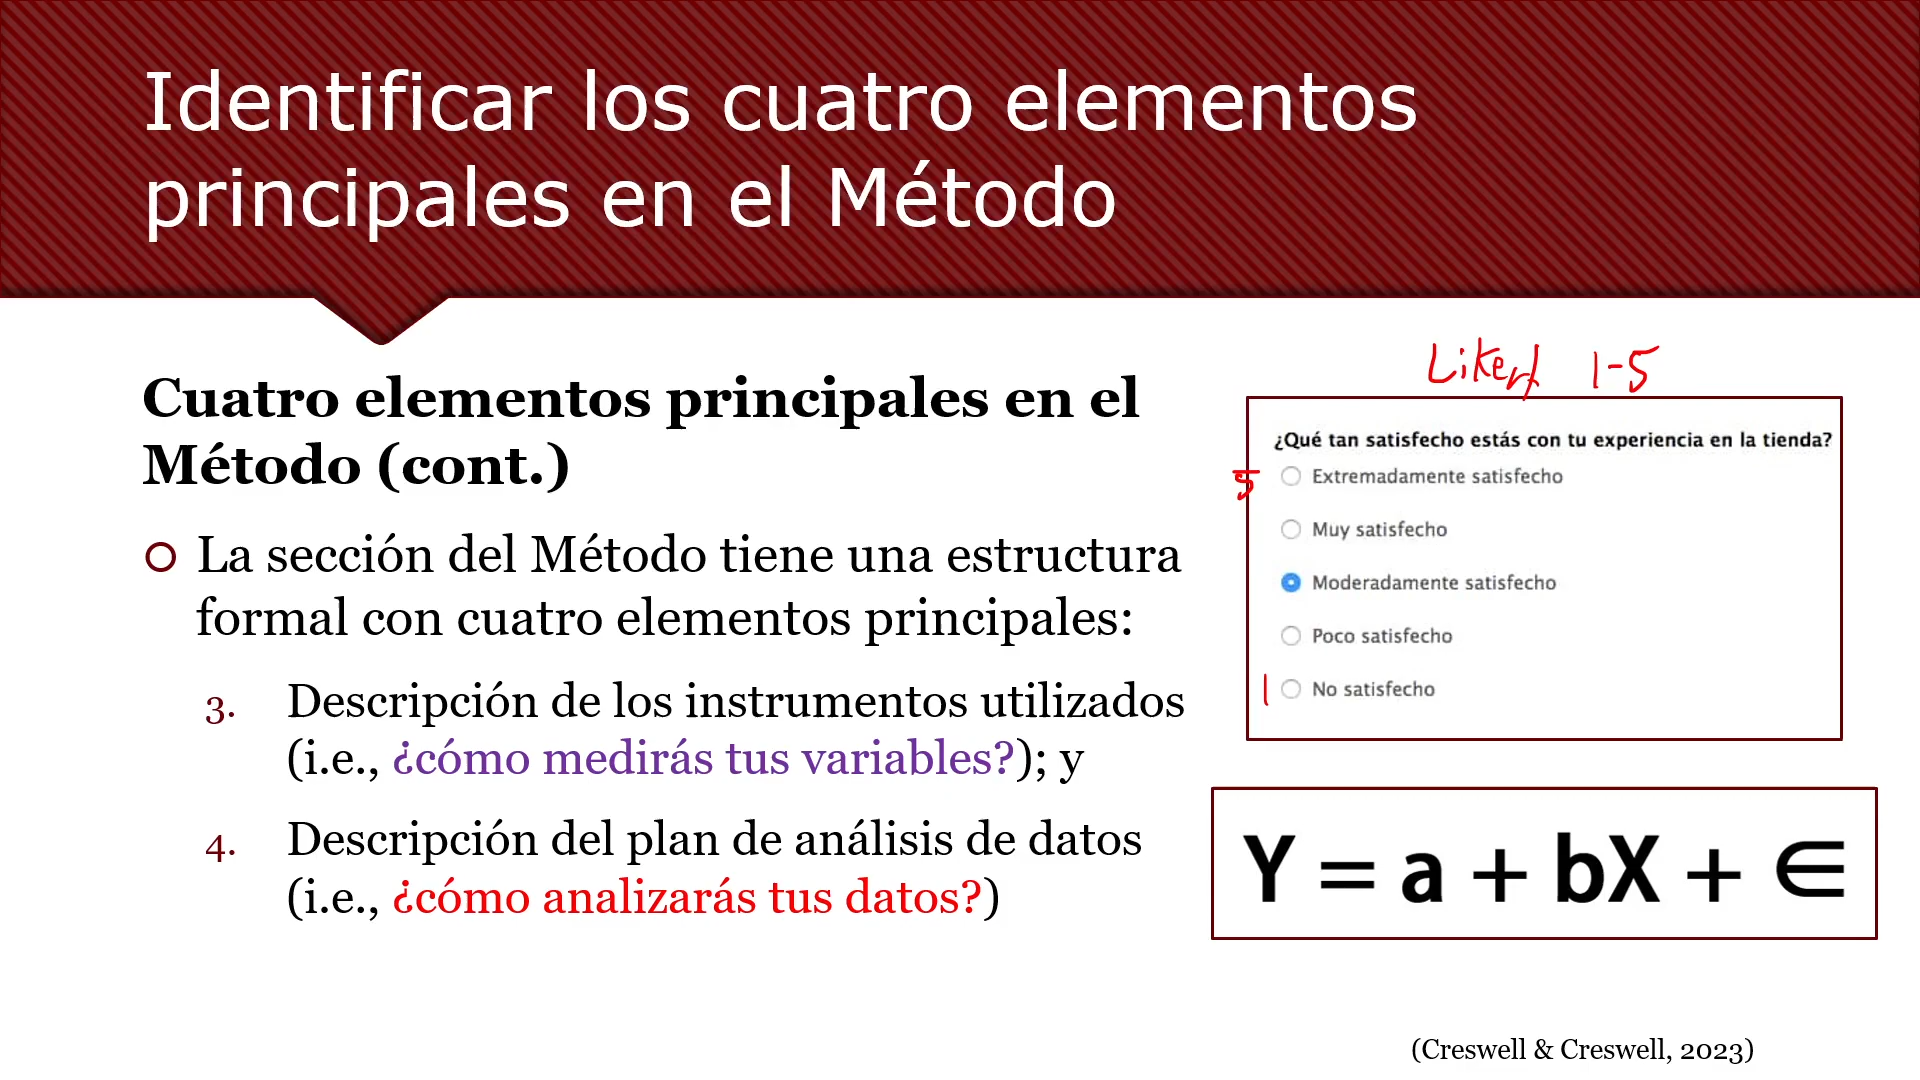 Identificar los cuatro elementos
principales en el Método
Cuatro elementos principales en el
Método (cont.)
La sección del Método tiene una estructura
formal con cuatro elementos principales:
3. Descripción de los instrumentos utilizados
(i.e., ¿cómo medirás tus variables?); y
4. Descripción del plan de análisis de datos
(i.e., ¿cómo analizarás tus datos?)
Likert 1-5
¿Qué tan satisfecho estás con tu experiencia en la tienda?
5 Extremadamente satisfecho
Muy satisfecho
Moderadamente satisfecho
Poco satisfecho
1 No satisfecho
Y = a + bX + ∈
(Creswell & Creswell, 2023)